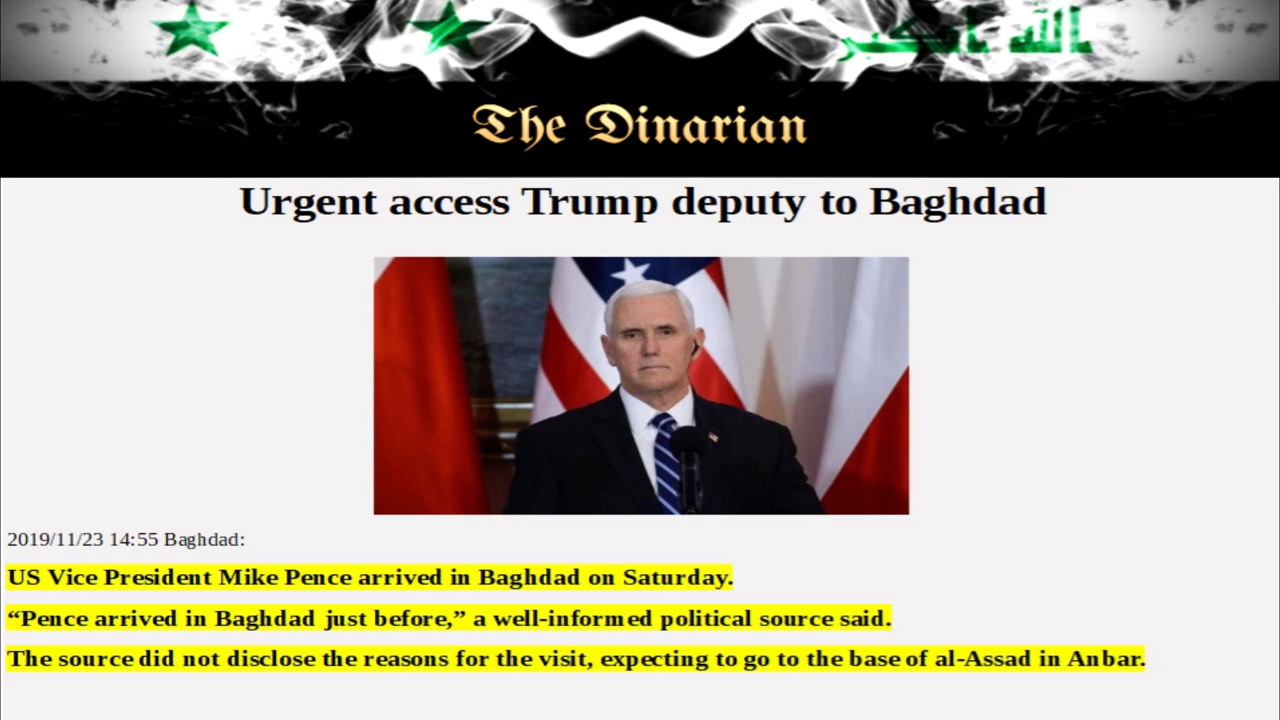 الله اكبر
The Dinarian
Urgent access Trump deputy to Baghdad
2019/11/23 14:55 Baghdad:
US Vice President Mike Pence arrived in Baghdad on Saturday.
“Pence arrived in Baghdad just before,” a well-informed political source said.
The source did not disclose the reasons for the visit, expecting to go to the base of al-Assad in Anbar.